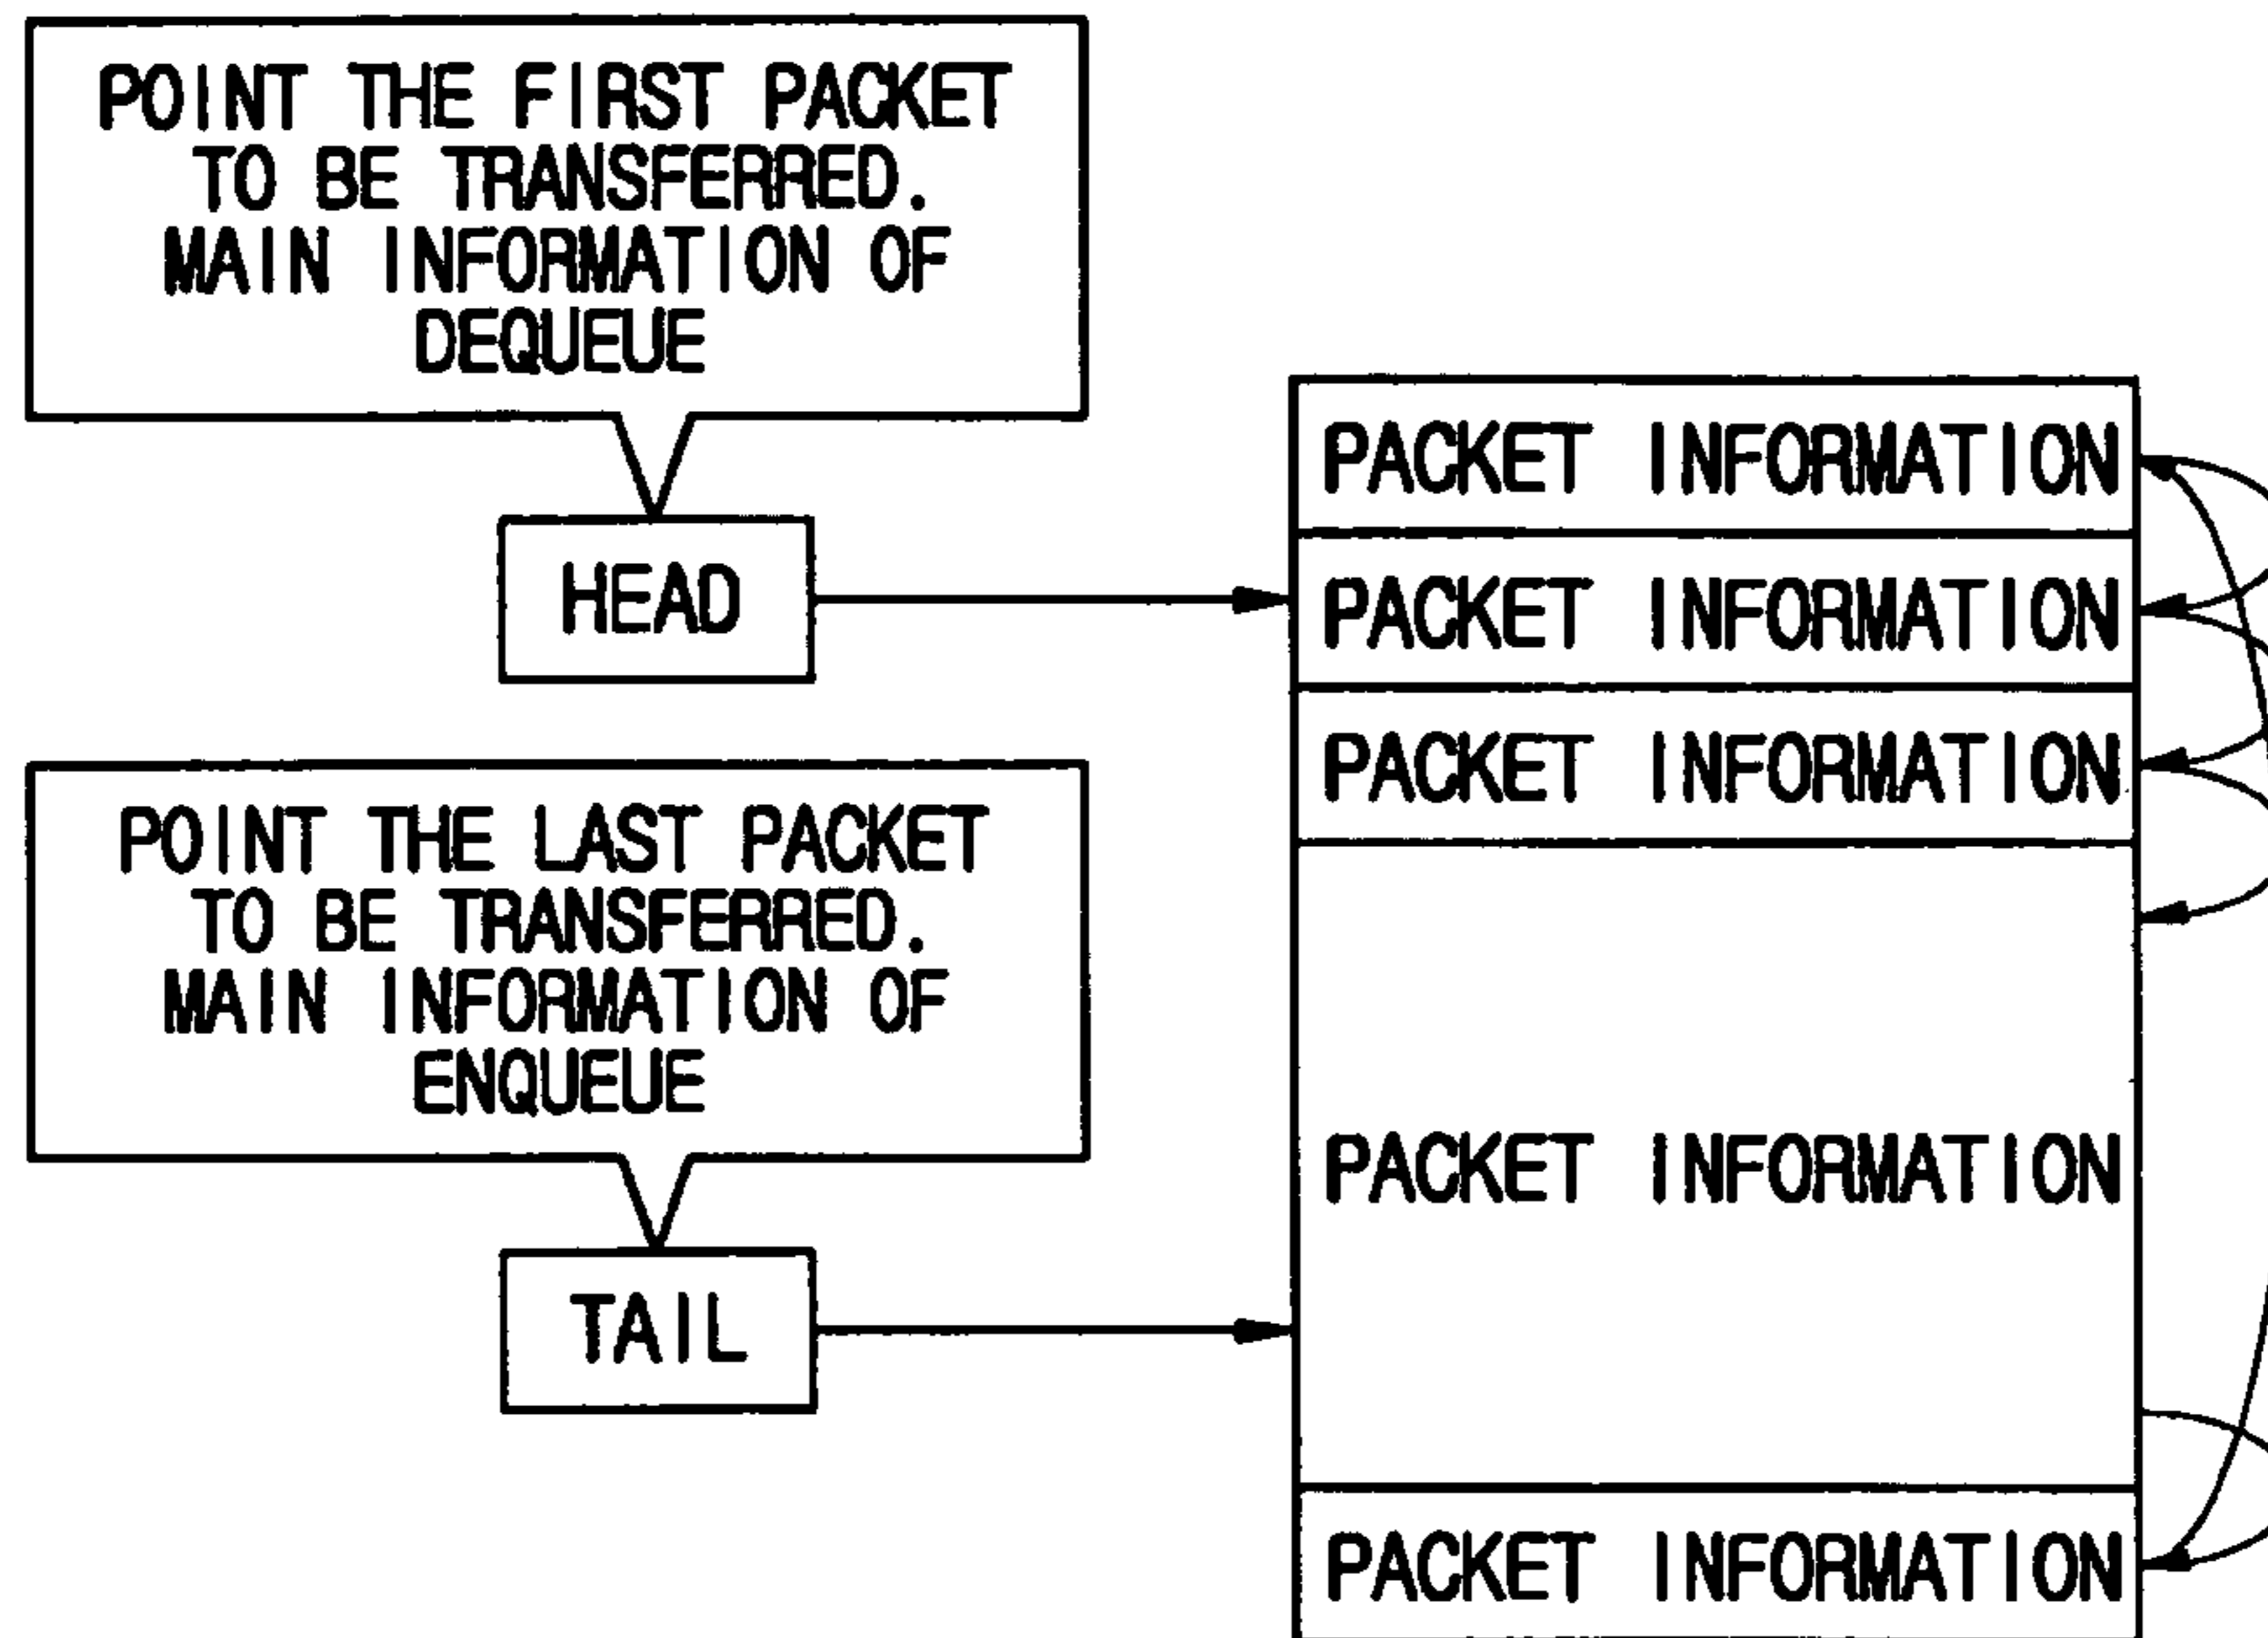 POINT THE FIRST PACKET
TO BE TRANSFERRED.
MAIN INFORMATION OF
DEQUEUE
HEAD
POINT THE LAST PACKET
TO BE TRANSFERRED.
MAIN INFORMATION OF
ENQUEUE
TAIL
PACKET INFORMATION
PACKET INFORMATION
PACKET INFORMATION
PACKET INFORMATION
PACKET INFORMATION